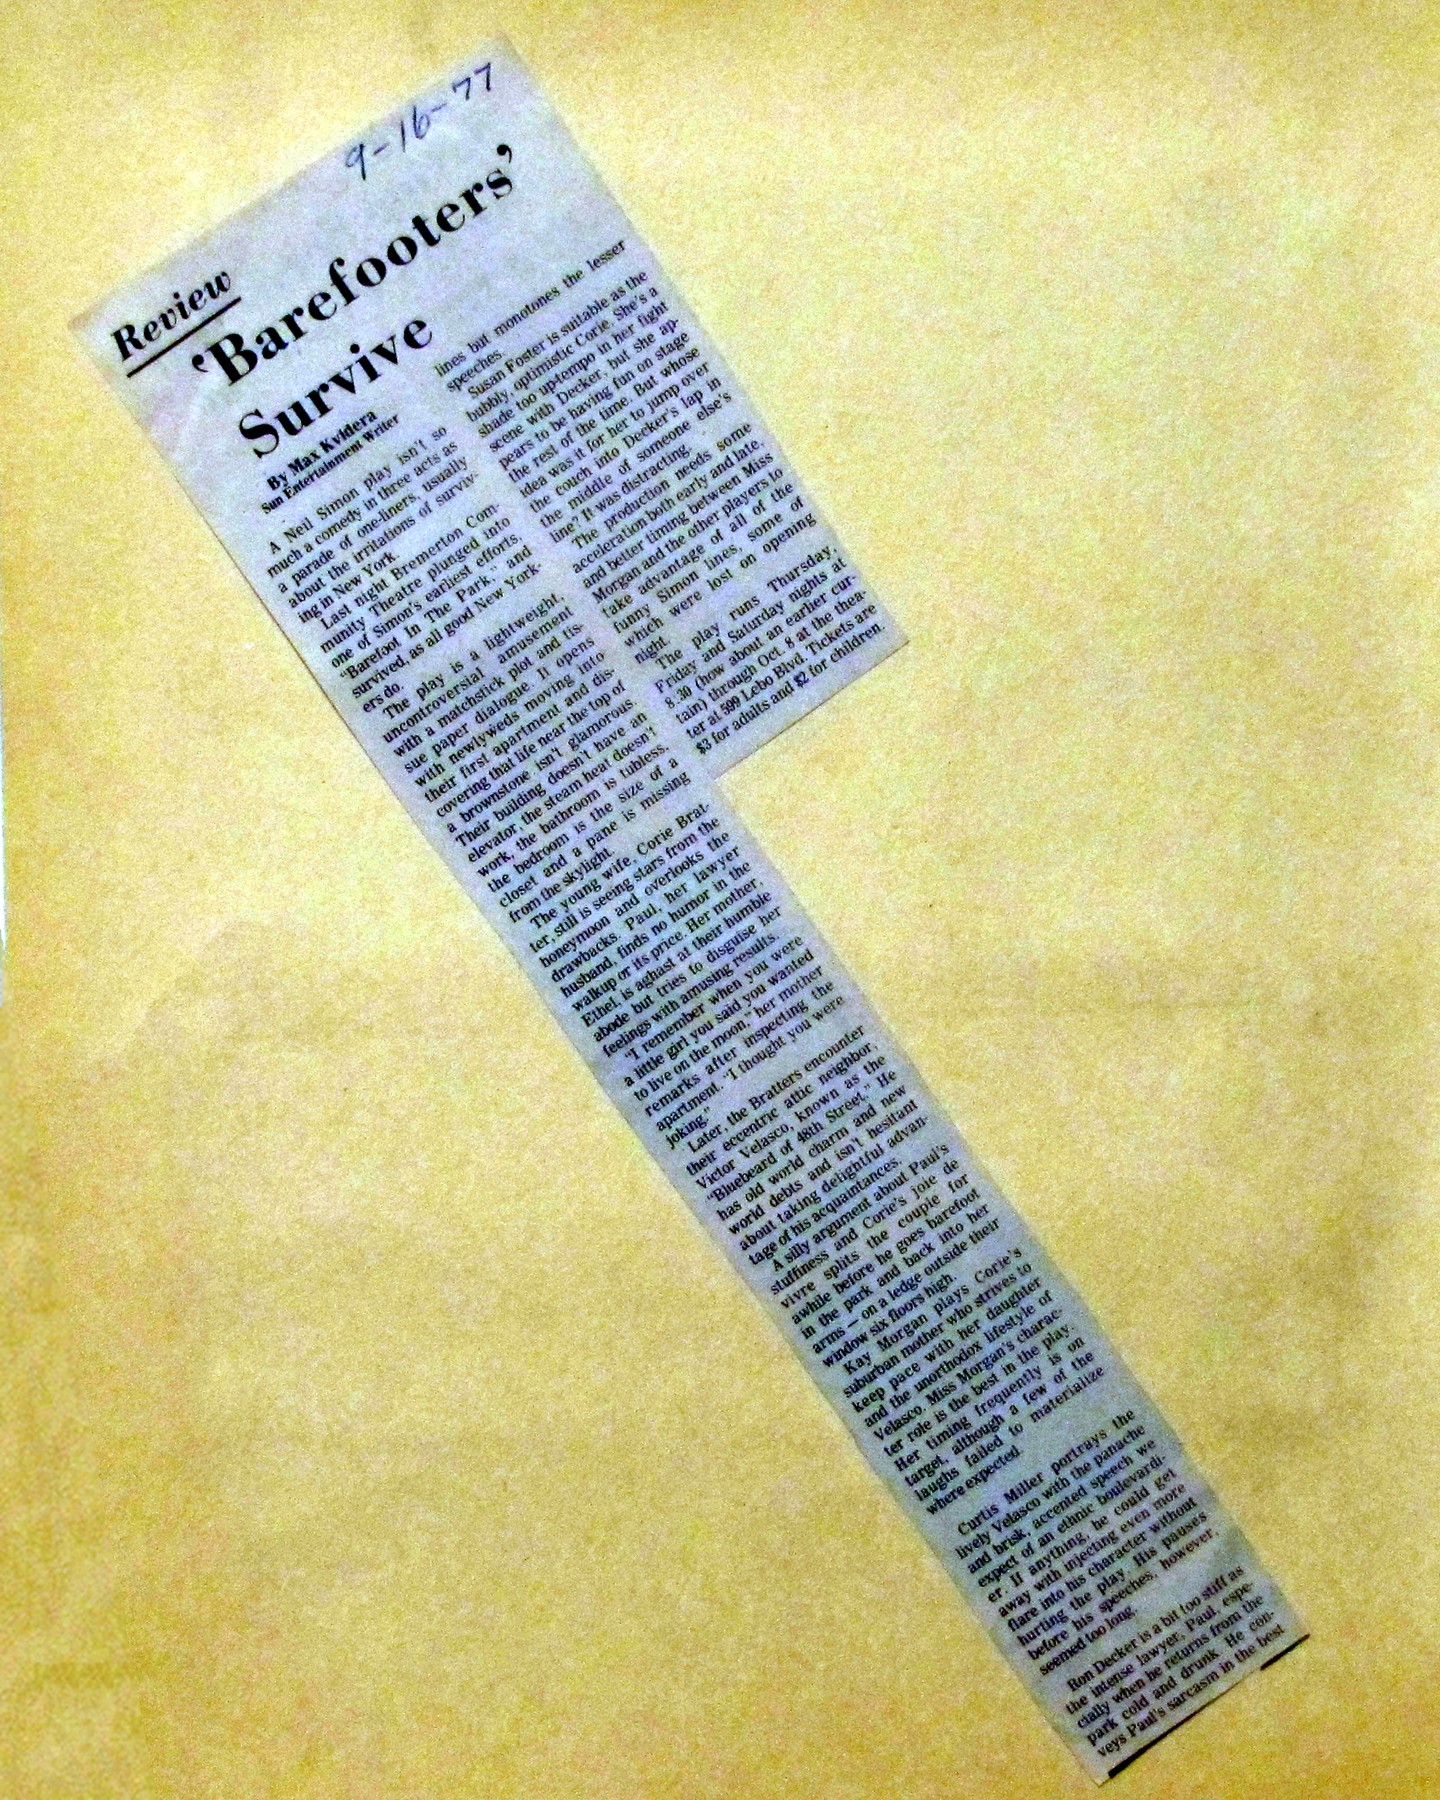 9-16-77
Review
'Barefooters'
Survive
By Max Kvidera
Sun Entertainment Writer
A Neil Simon play isn't so
much a comedy in three acts as
a parade of one-liners, usually
about the irritations of surviv-
ing in New York.
Last night Bremerton Com-
munity Theatre plunged into
one of Simon's earliest efforts,
"Barefoot In The Park," and
survived, as all good New York-
ers do.
The play is a lightweight,
uncontroversial amusement
with a matchstick plot and tis-
sue paper dialogue. It opens
with newlyweds moving into
their first apartment and dis-
covering that life near the top of
a brownstone isn't glamorous.
Their building doesn't have an
elevator, the steam heat doesn't
work, the bathroom is tubless,
the bedroom is the size of a
closet and a pane is missing
from the skylight.
The young wife, Corie Brat-
ter, still is seeing stars from the
honeymoon and overlooks the
drawbacks. Paul, her lawyer
husband, finds no humor in the
walkup or its price. Her mother,
Ethel, is aghast at their humble
abode but tries to disguise her
feelings with amusing results.
"I remember when you were
a little girl you said you wanted
to live on the moon," her mother
remarks after inspecting the
apartment. "I thought you were
joking."
Later, the Bratters encounter
their eccentric attic neighbor,
Victor Velasco, known as the
"Bluebeard of 48th Street." He
has old world charm and new
world debts and isn't hesitant
about taking delightful advan-
tage of his acquaintances.
A silly argument about Paul's
stuffiness and Corie's joie de
vivre splits the couple for
awhile before he goes barefoot
in the park and back into her
arms — on a ledge outside their
window six floors high.
Kay Morgan plays Corie's
suburban mother who strives to
keep pace with her daughter
and the unorthodox lifestyle of
Velasco. Miss Morgan's charac-
ter role is the best in the play.
Her timing frequently is on
target, although a few of the
laughs failed to materialize
where expected.
Curtis Miller portrays the
lively Velasco with the panache
and brisk, accented speech we
expect of an ethnic boulevardi-
er. If anything, he could get
away with injecting even more
flare into his character without
hurting the play. His pauses
before his speeches, however,
seemed too long.
Ron Decker is a bit too stiff as
the intense lawyer, Paul, espe-
cially when he returns from the
park cold and drunk. He con-
veys Paul's sarcasm in the best
lines but monotones the lesser
speeches.
Susan Foster is suitable as the
bubbly, optimistic Corie. She's a
shade too up-tempo in her fight
scene with Decker, but she ap-
pears to be having fun on stage
the rest of the time. But whose
idea was it for her to jump over
the couch into Decker's lap in
the middle of someone else's
line? It was distracting.
The production needs some
acceleration both early and late,
and better timing between Miss
Morgan and the other players to
take advantage of all of the
funny Simon lines, some of
which were lost on opening
night.
The play runs Thursday,
Friday and Saturday nights at
8:30 (how about an earlier cur-
tain) through Oct. 8 at the thea-
ter at 599 Lebo Blvd. Tickets are
$3 for adults and $2 for children.